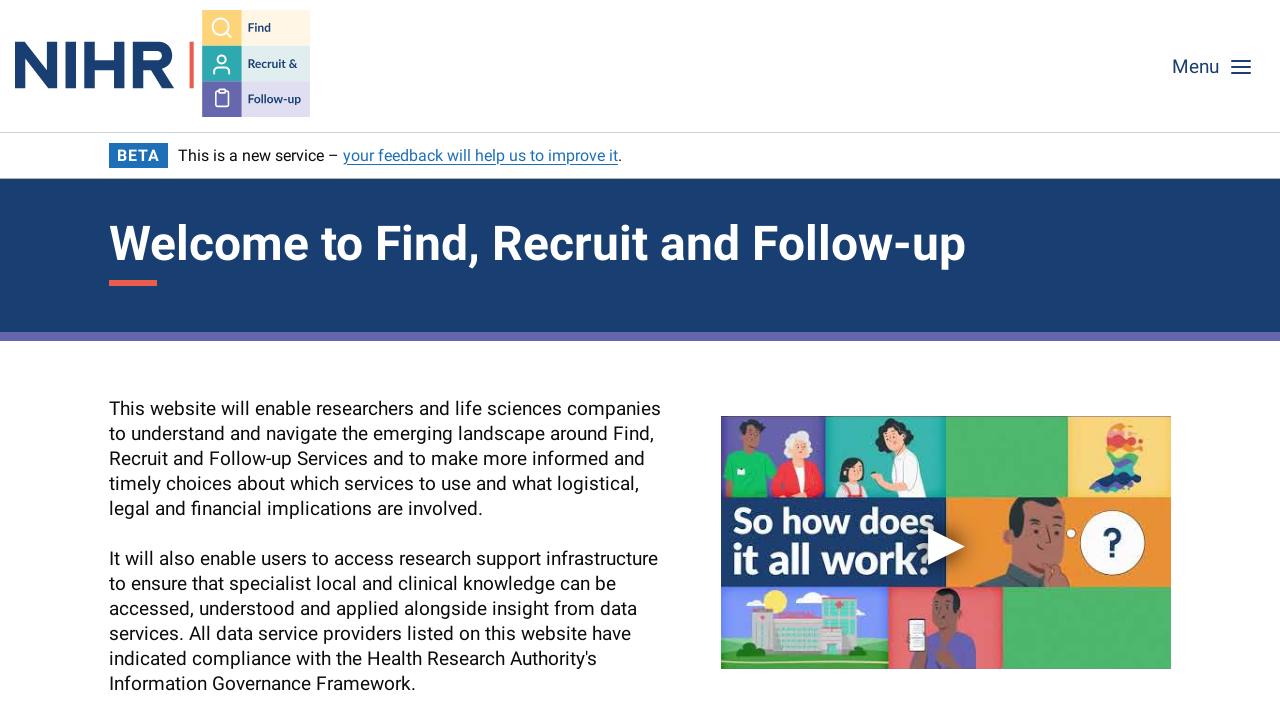 NIHR
Find
Recruit &
Follow-up
Menu
BETA This is a new service – your feedback will help us to improve it.
Welcome to Find, Recruit and Follow-up
This website will enable researchers and life sciences companies
to understand and navigate the emerging landscape around Find,
Recruit and Follow-up Services and to make more informed and
timely choices about which services to use and what logistical,
legal and financial implications are involved.
It will also enable users to access research support infrastructure
to ensure that specialist local and clinical knowledge can be
accessed, understood and applied alongside insight from data
services. All data service providers listed on this website have
indicated compliance with the Health Research Authority's
Information Governance Framework.
So how does
it all work?
?